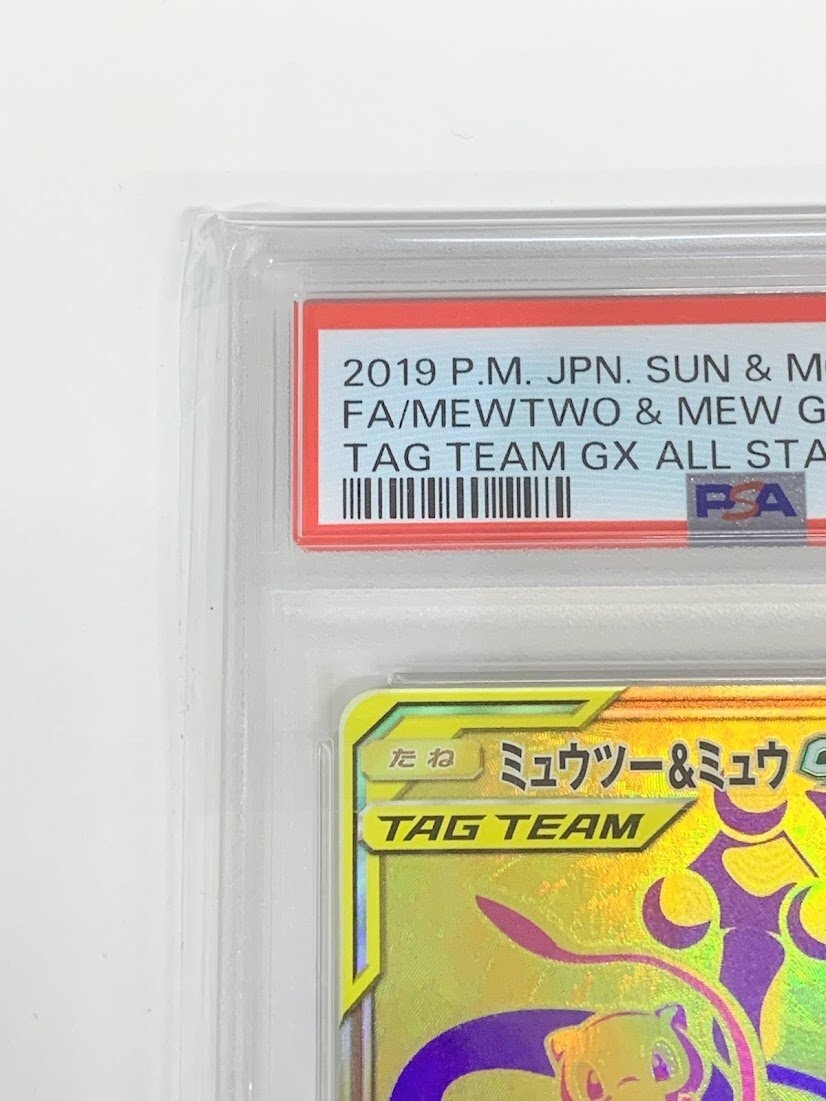 2019 P.M. JPN. SUN & M
FA/MEWTWO & MEW G
TAG TEAM GX ALL STA
PSA
たね
ミュウツー&ミュウ
TAG TEAM